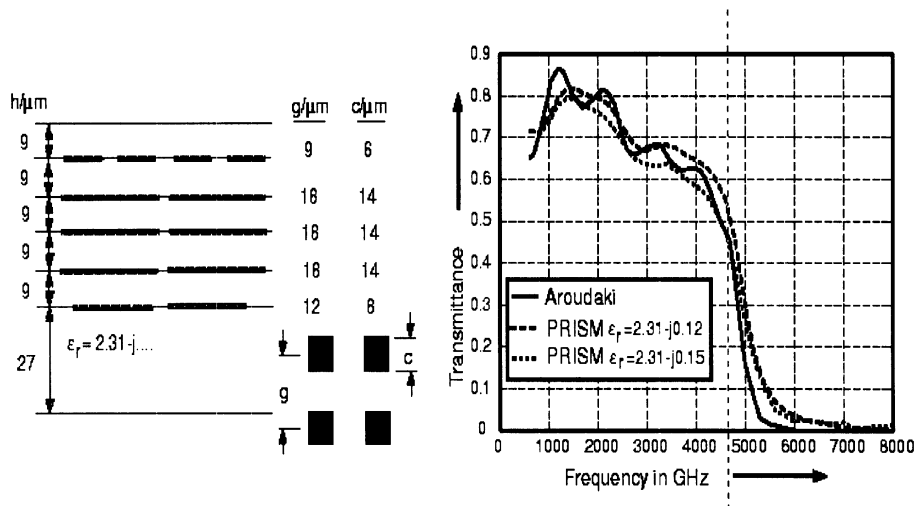 h/μm
g/μm c/μm
9
9 6
9
18 14
9
18 14
9
18 14
9
12 8
εr = 2.31-j....
27
c
g
0.9
0.8
0.7
0.6
0.5
0.4
0.3
0.2
0.1
0
Transmittance
Aroudaki
PRISM εr=2.31-j0.12
PRISM εr=2.31-j0.15
0 1000 2000 3000 4000 5000 6000 7000 8000
Frequency in GHz